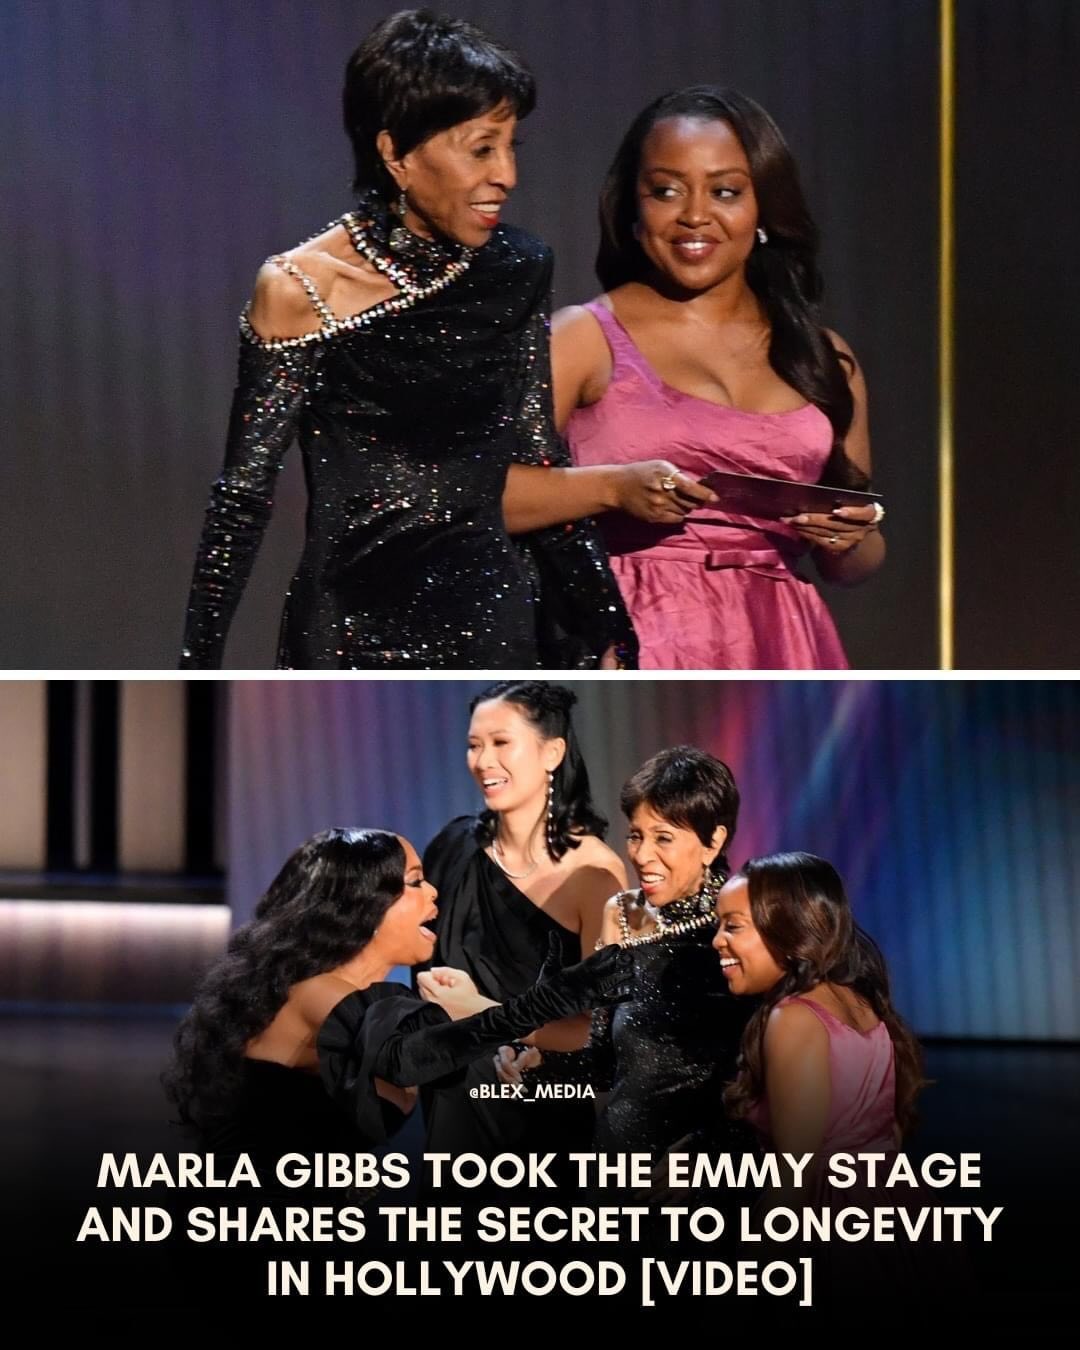 @BLEX_MEDIA
MARLA GIBBS TOOK THE EMMY STAGE
AND SHARES THE SECRET TO LONGEVITY
IN HOLLYWOOD [VIDEO]